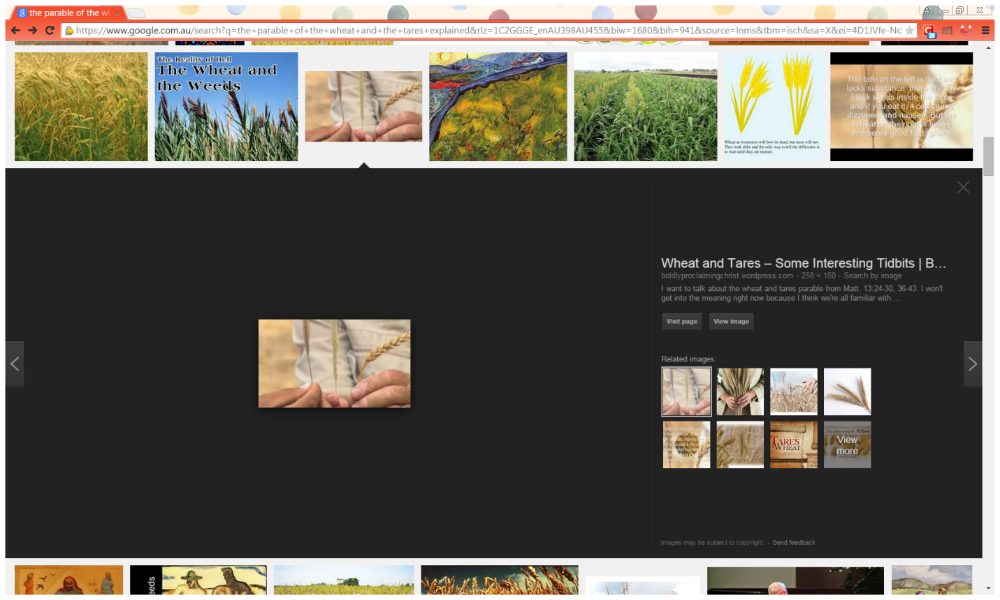 the parable of the wh
https://www.google.com.au/search?q=the+parable+of+the+wheat+and+the+tares+explained&rlz=1C2GGGE_enAU398AU455&biw=1680&bih=941&source=lnms&tbm=isch&sa=X&ei=4D1JVfe-Nc
28
The Reality of Hell
The Wheat and
the Weeds
Wheat as it matures will bow its head, but tares will not.
They look alike and the only way to tell the difference is
to wait until they are mature.
The tare on the left is light and
lacks substance: there are tiny
black seeds inside the tares
and if you eat it, it can cause
dizziness and nausea. But the
Wheat on the right is heavy
and bears good fruit (grain).
Wheat and Tares – Some Interesting Tidbits | B...
boldlyproclaimingchrist.wordpress.com - 258 × 150 - Search by image
I want to talk about the wheat and tares parable from Matt. 13:24-30, 36-43. I won't
get into the meaning right now because I think we're all familiar with ...
Visit page
View image
Related images:
TARES
WHEAT
View
more
Images may be subject to copyright. - Send feedback
eeds